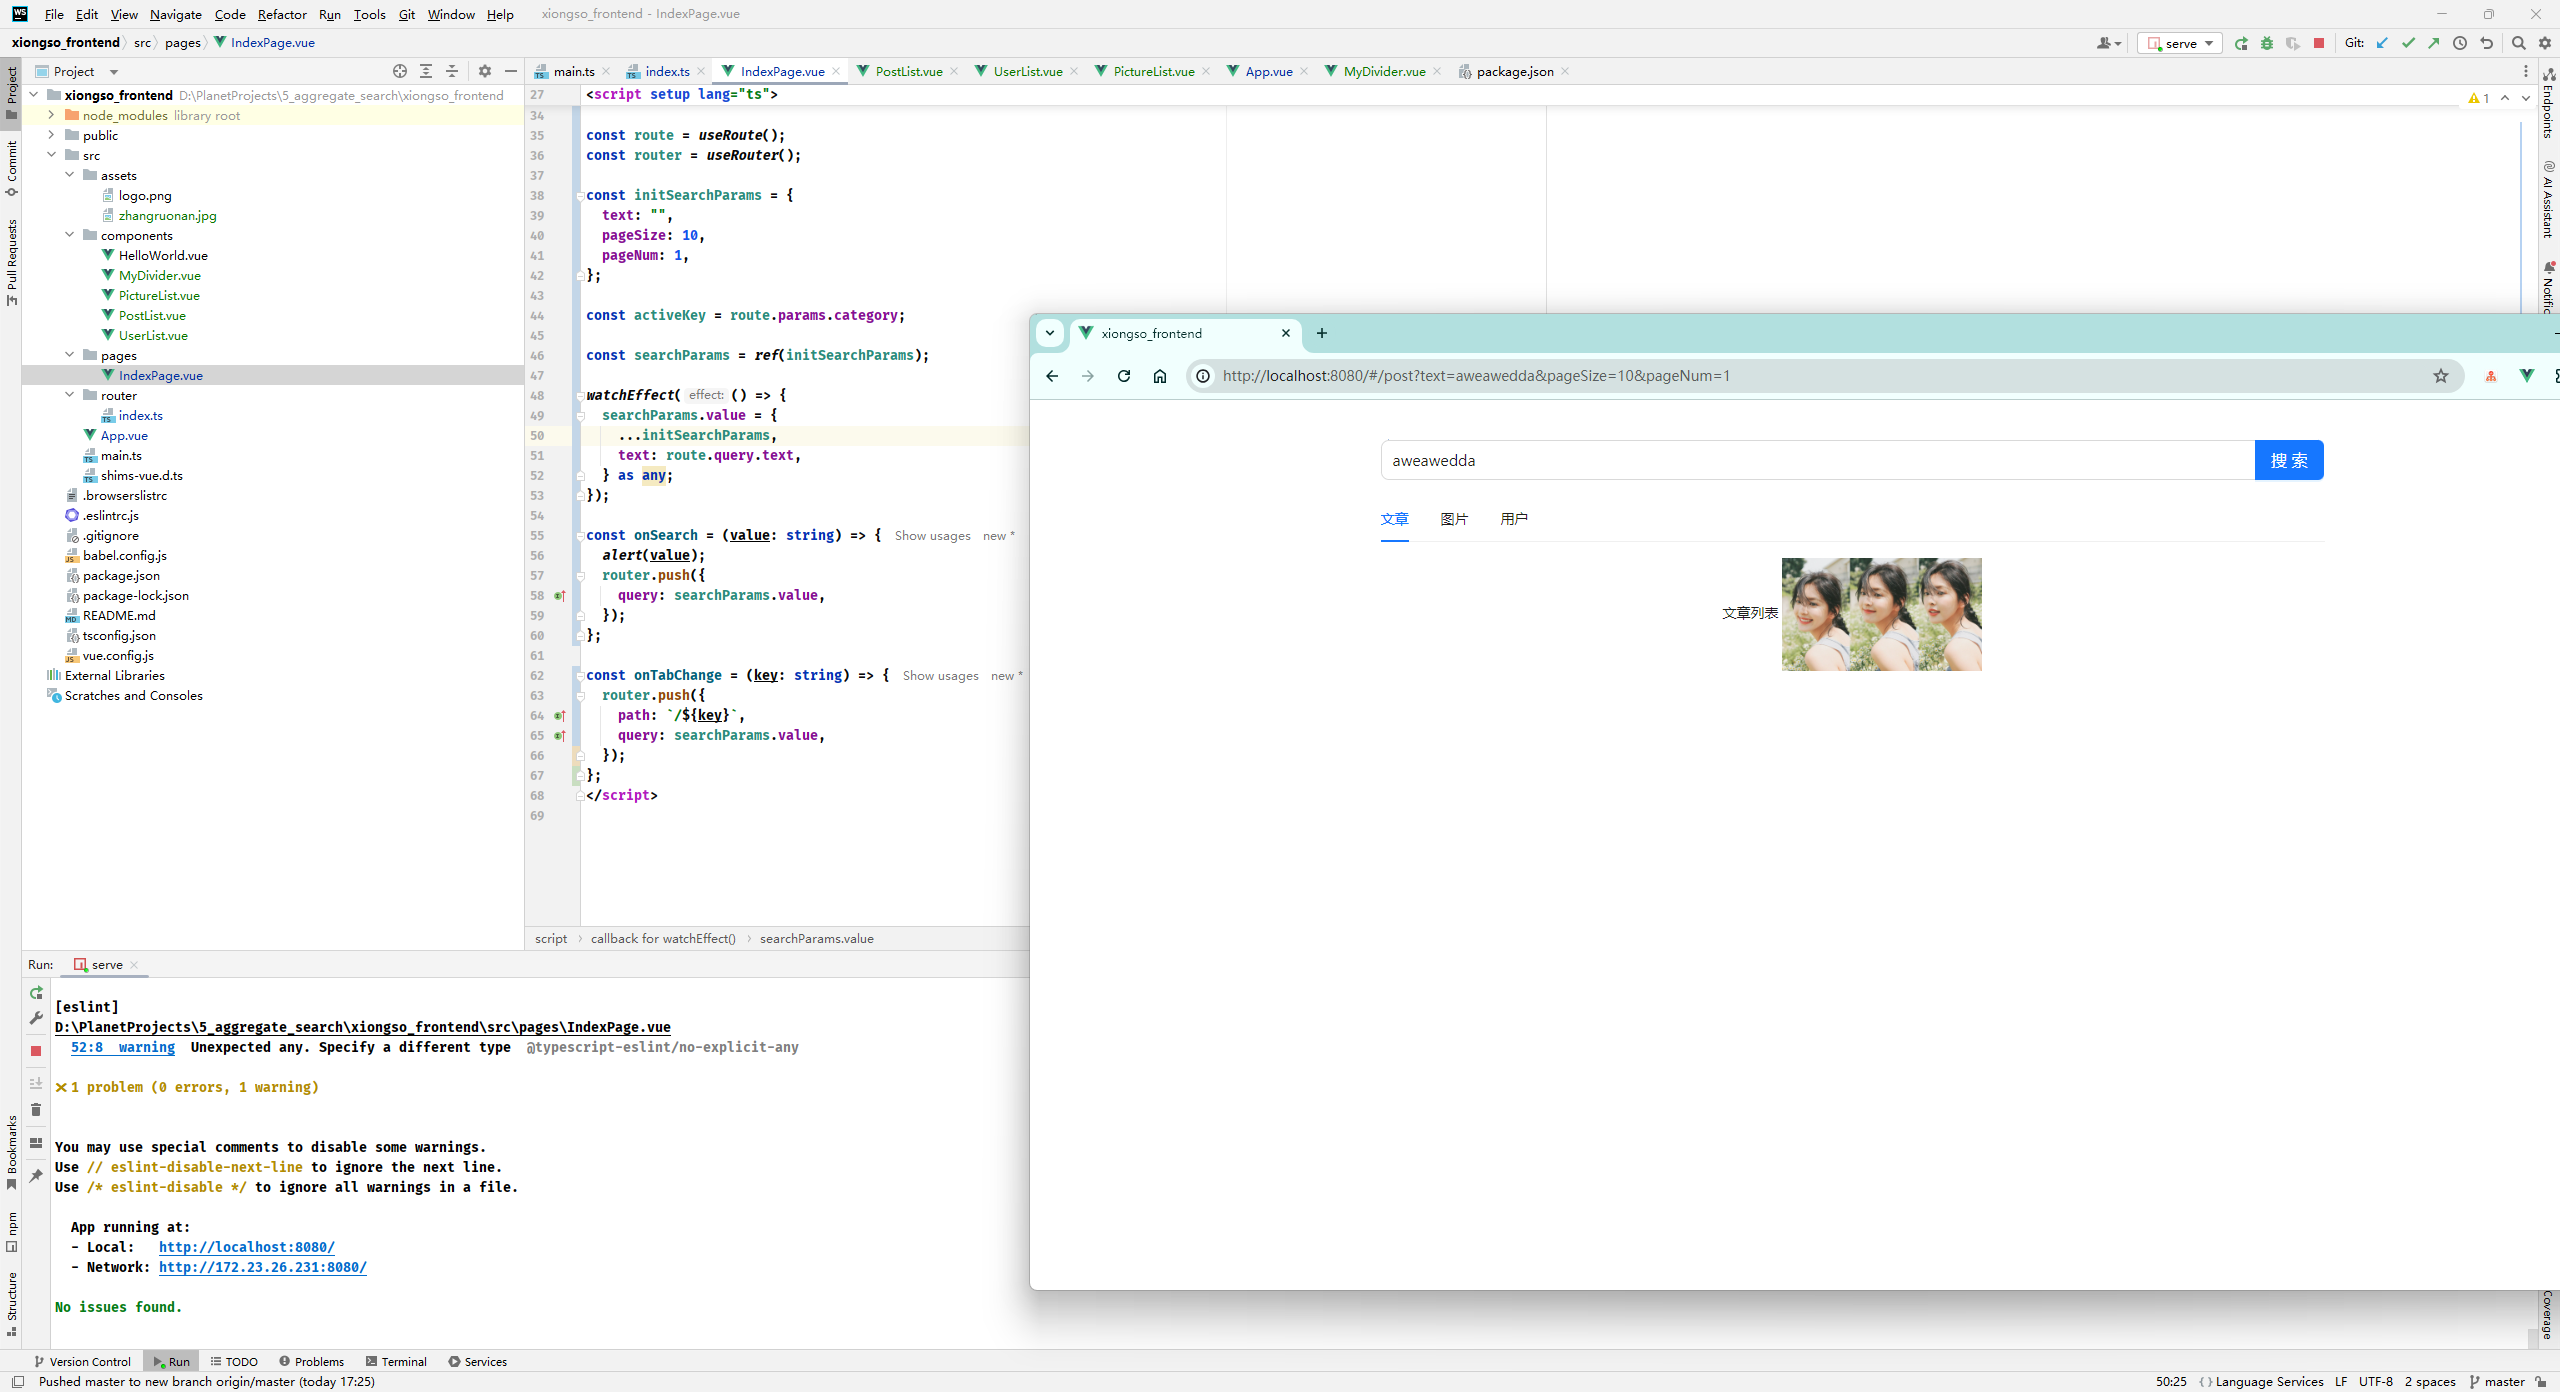 File Edit View Navigate Code Refactor Run Tools Git Window Help xiongso_frontend - IndexPage.vue
xiongso_frontend src pages IndexPage.vue
serve Git:
Project
main.ts index.ts IndexPage.vue PostList.vue UserList.vue PictureList.vue App.vue MyDivider.vue package.json
Project
Commit
Pull Requests
xiongso_frontend D:\PlanetProjects\5_aggregate_search\xiongso_frontend
node_modules library root
public
src
assets
logo.png
zhangruonan.jpg
components
HelloWorld.vue
MyDivider.vue
PictureList.vue
PostList.vue
UserList.vue
pages
IndexPage.vue
router
index.ts
App.vue
main.ts
shims-vue.d.ts
.browserslistrc
.eslintrc.js
.gitignore
babel.config.js
package.json
package-lock.json
README.md
tsconfig.json
vue.config.js
External Libraries
Scratches and Consoles
27 <script setup lang="ts">
1
34
35 const route = useRoute();
36 const router = useRouter();
37
38 const initSearchParams = {
39 text: "",
40 pageSize: 10,
41 pageNum: 1,
42 };
43
44 const activeKey = route.params.category;
45
46 const searchParams = ref(initSearchParams);
47
48 watchEffect( effect: () => {
49 searchParams.value = {
50 ...initSearchParams,
51 text: route.query.text,
52 } as any;
53 });
54
55 const onSearch = (value: string) => { Show usages new *
56 alert(value);
57 router.push({
58 query: searchParams.value,
59 });
60 };
61
62 const onTabChange = (key: string) => { Show usages new *
63 router.push({
64 path: `/${key}`,
65 query: searchParams.value,
66 });
67 };
68 </script>
69
script callback for watchEffect() searchParams.value
Endpoints
AI Assistant
xiongso_frontend
http://localhost:8080/#/post?text=aweawedda&pageSize=10&pageNum=1
aweawedda 搜 索
文章 图片 用户
文章列表
Run: serve
[eslint]
D:\PlanetProjects\5_aggregate_search\xiongso_frontend\src\pages\IndexPage.vue
52:8 warning Unexpected any. Specify a different type @typescript-eslint/no-explicit-any
1 problem (0 errors, 1 warning)
You may use special comments to disable some warnings.
Use // eslint-disable-next-line to ignore the next line.
Use /* eslint-disable */ to ignore all warnings in a file.
App running at:
- Local: http://localhost:8080/
- Network: http://172.23.26.231:8080/
No issues found.
Bookmarks
npm
Structure
Coverage
Version Control Run TODO Problems Terminal Services
Pushed master to new branch origin/master (today 17:25)
50:25 Language Services LF UTF-8 2 spaces master